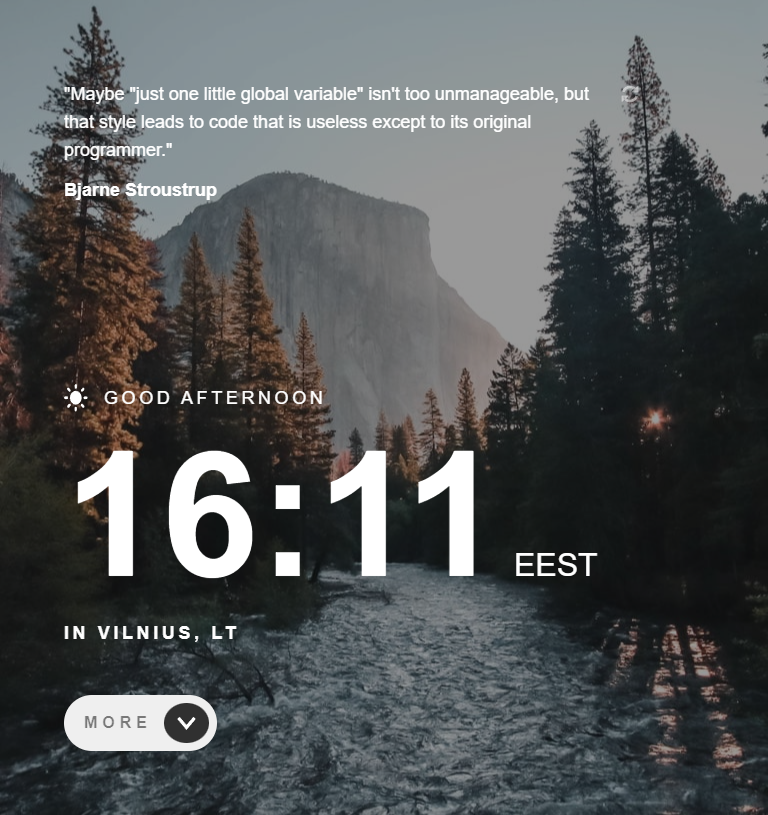 "Maybe "just one little global variable" isn't too unmanageable, but
that style leads to code that is useless except to its original
programmer."
Bjarne Stroustrup
GOOD AFTERNOON
16:11 EEST
IN VILNIUS, LT
MORE